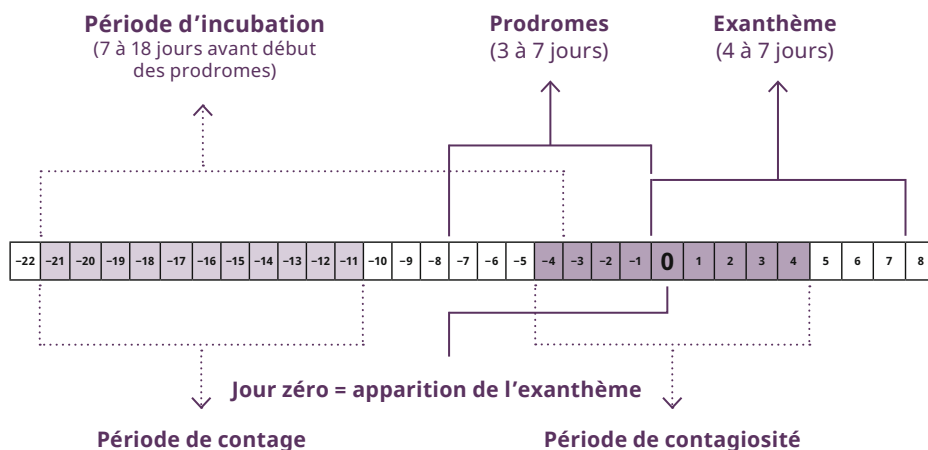 Période d’incubation
(7 à 18 jours avant début
des prodromes)
Prodromes
(3 à 7 jours)
Exanthème
(4 à 7 jours)
–22 –21 –20 –19 –18 –17 –16 –15 –14 –13 –12 –11 –10 –9 –8 –7 –6 –5 –4 –3 –2 –1 0 1 2 3 4 5 6 7 8
Jour zéro = apparition de l’exanthème
Période de contage
Période de contagiosité